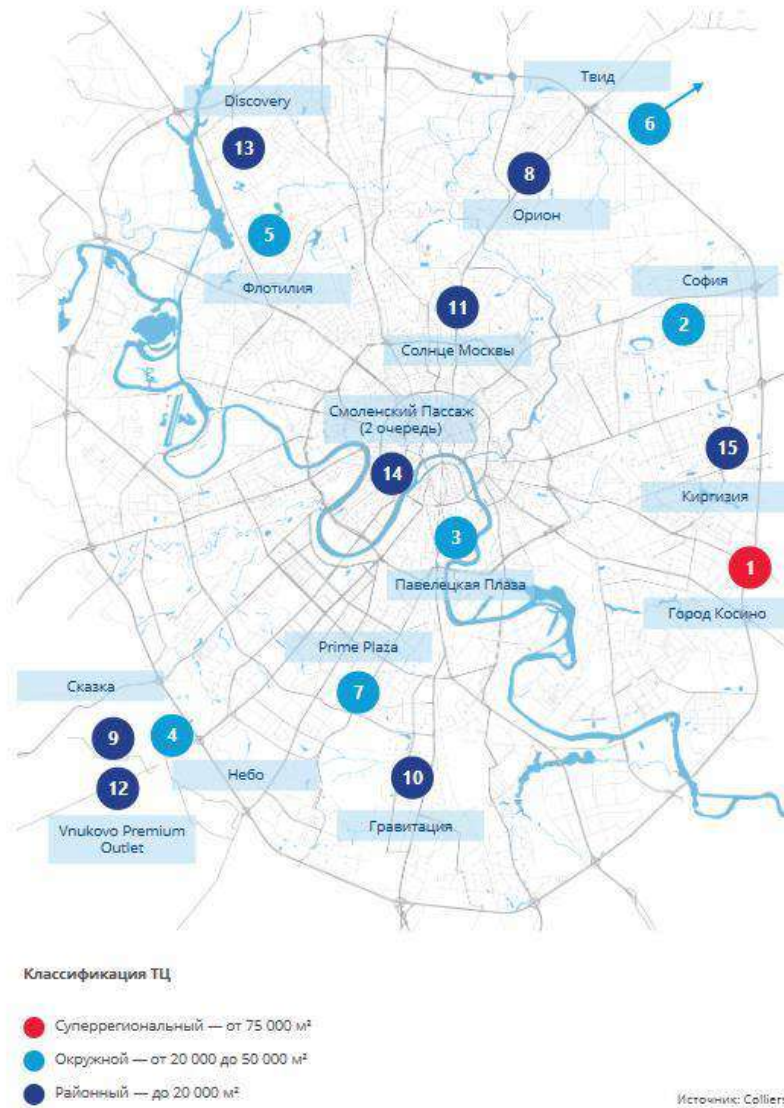 Твид
Discovery
6
13
8
Орион
5
София
Флотилия
11
2
Солнце Москвы
Смоленский Пассаж
(2 очередь)
15
14
Киргизия
3
1
Павелецкая Плаза
Город Косино
Prime Plaza
Сказка
7
9
4
Небо
10
12
Гравитация
Vnukovo Premium
Outlet
Классификация ТЦ
Суперрегиональный — от 75 000 м²
Окружной — от 20 000 до 50 000 м²
Районный — до 20 000 м²
Источник: Colliers